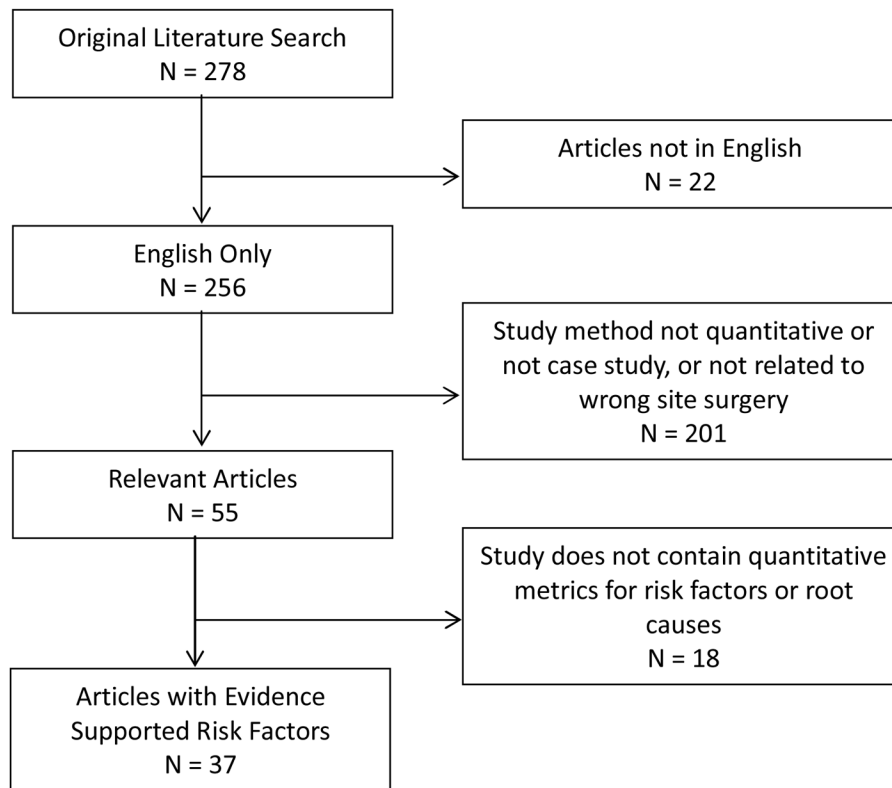 Original Literature Search
N = 278
Articles not in English
N = 22
English Only
N = 256
Study method not quantitative or
not case study, or not related to
wrong site surgery
N = 201
Relevant Articles
N = 55
Study does not contain quantitative
metrics for risk factors or root
causes
N = 18
Articles with Evidence
Supported Risk Factors
N = 37